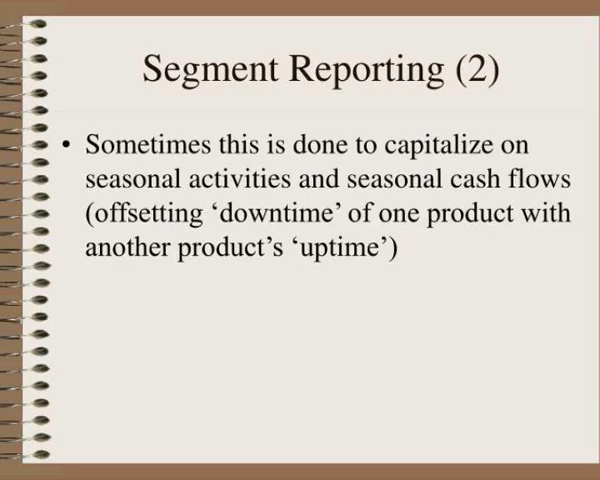 Segment Reporting (2)
• Sometimes this is done to capitalize on
seasonal activities and seasonal cash flows
(offsetting ‘downtime’ of one product with
another product’s ‘uptime’)